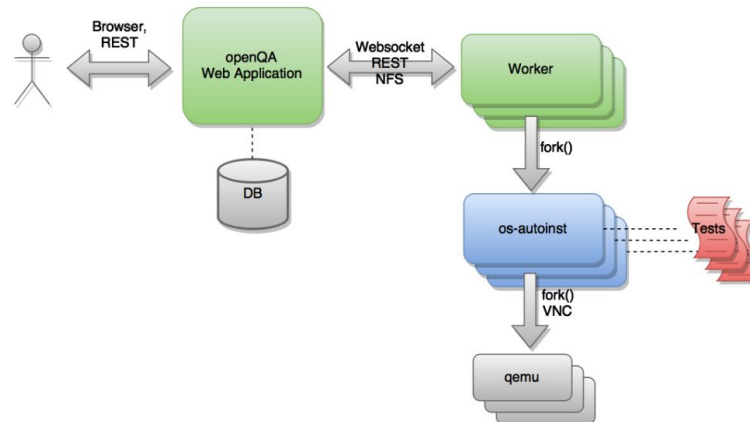 Browser,
REST
openQA
Web Application
Websocket
REST
NFS
Worker
fork()
DB
os-autoinst
Tests
fork()
VNC
qemu